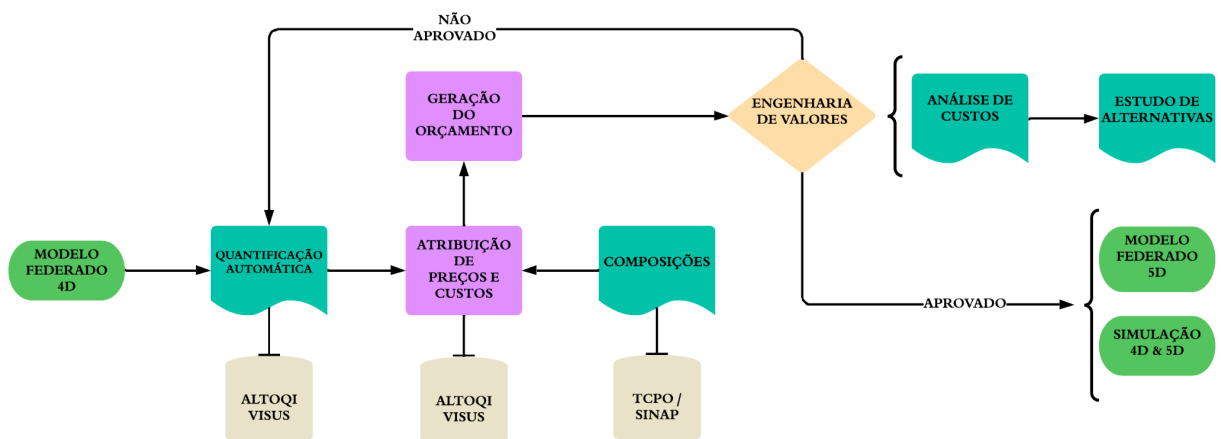 NÃO
APROVADO
GERAÇÃO
DO
ORÇAMENTO
ENGENHARIA
DE VALORES
ANÁLISE DE
CUSTOS
ESTUDO DE
ALTERNATIVAS
MODELO
FEDERADO
4D
QUANTIFICAÇÃO
AUTOMÁTICA
ATRIBUIÇÃO
DE
PREÇOS E
CUSTOS
COMPOSIÇÕES
MODELO
FEDERADO
5D
APROVADO
SIMULAÇÃO
4D & 5D
ALTOQI
VISUS
ALTOQI
VISUS
TCPO /
SINAP